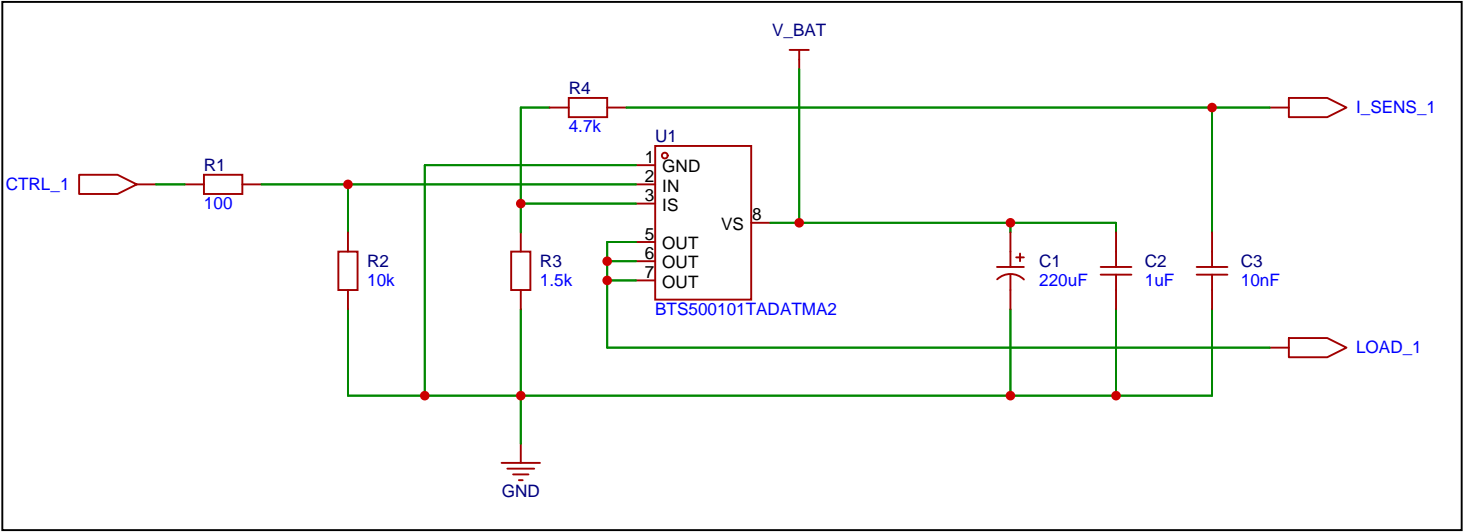 V_BAT
R4
4.7k
I_SENS_1
U1
CTRL_1
R1
100
1 GND
2 IN
3 IS
VS 8
5 OUT
6 OUT
7 OUT
R2
10k
R3
1.5k
+
C1
220uF
C2
1uF
C3
10nF
BTS500101TADATMA2
LOAD_1
GND